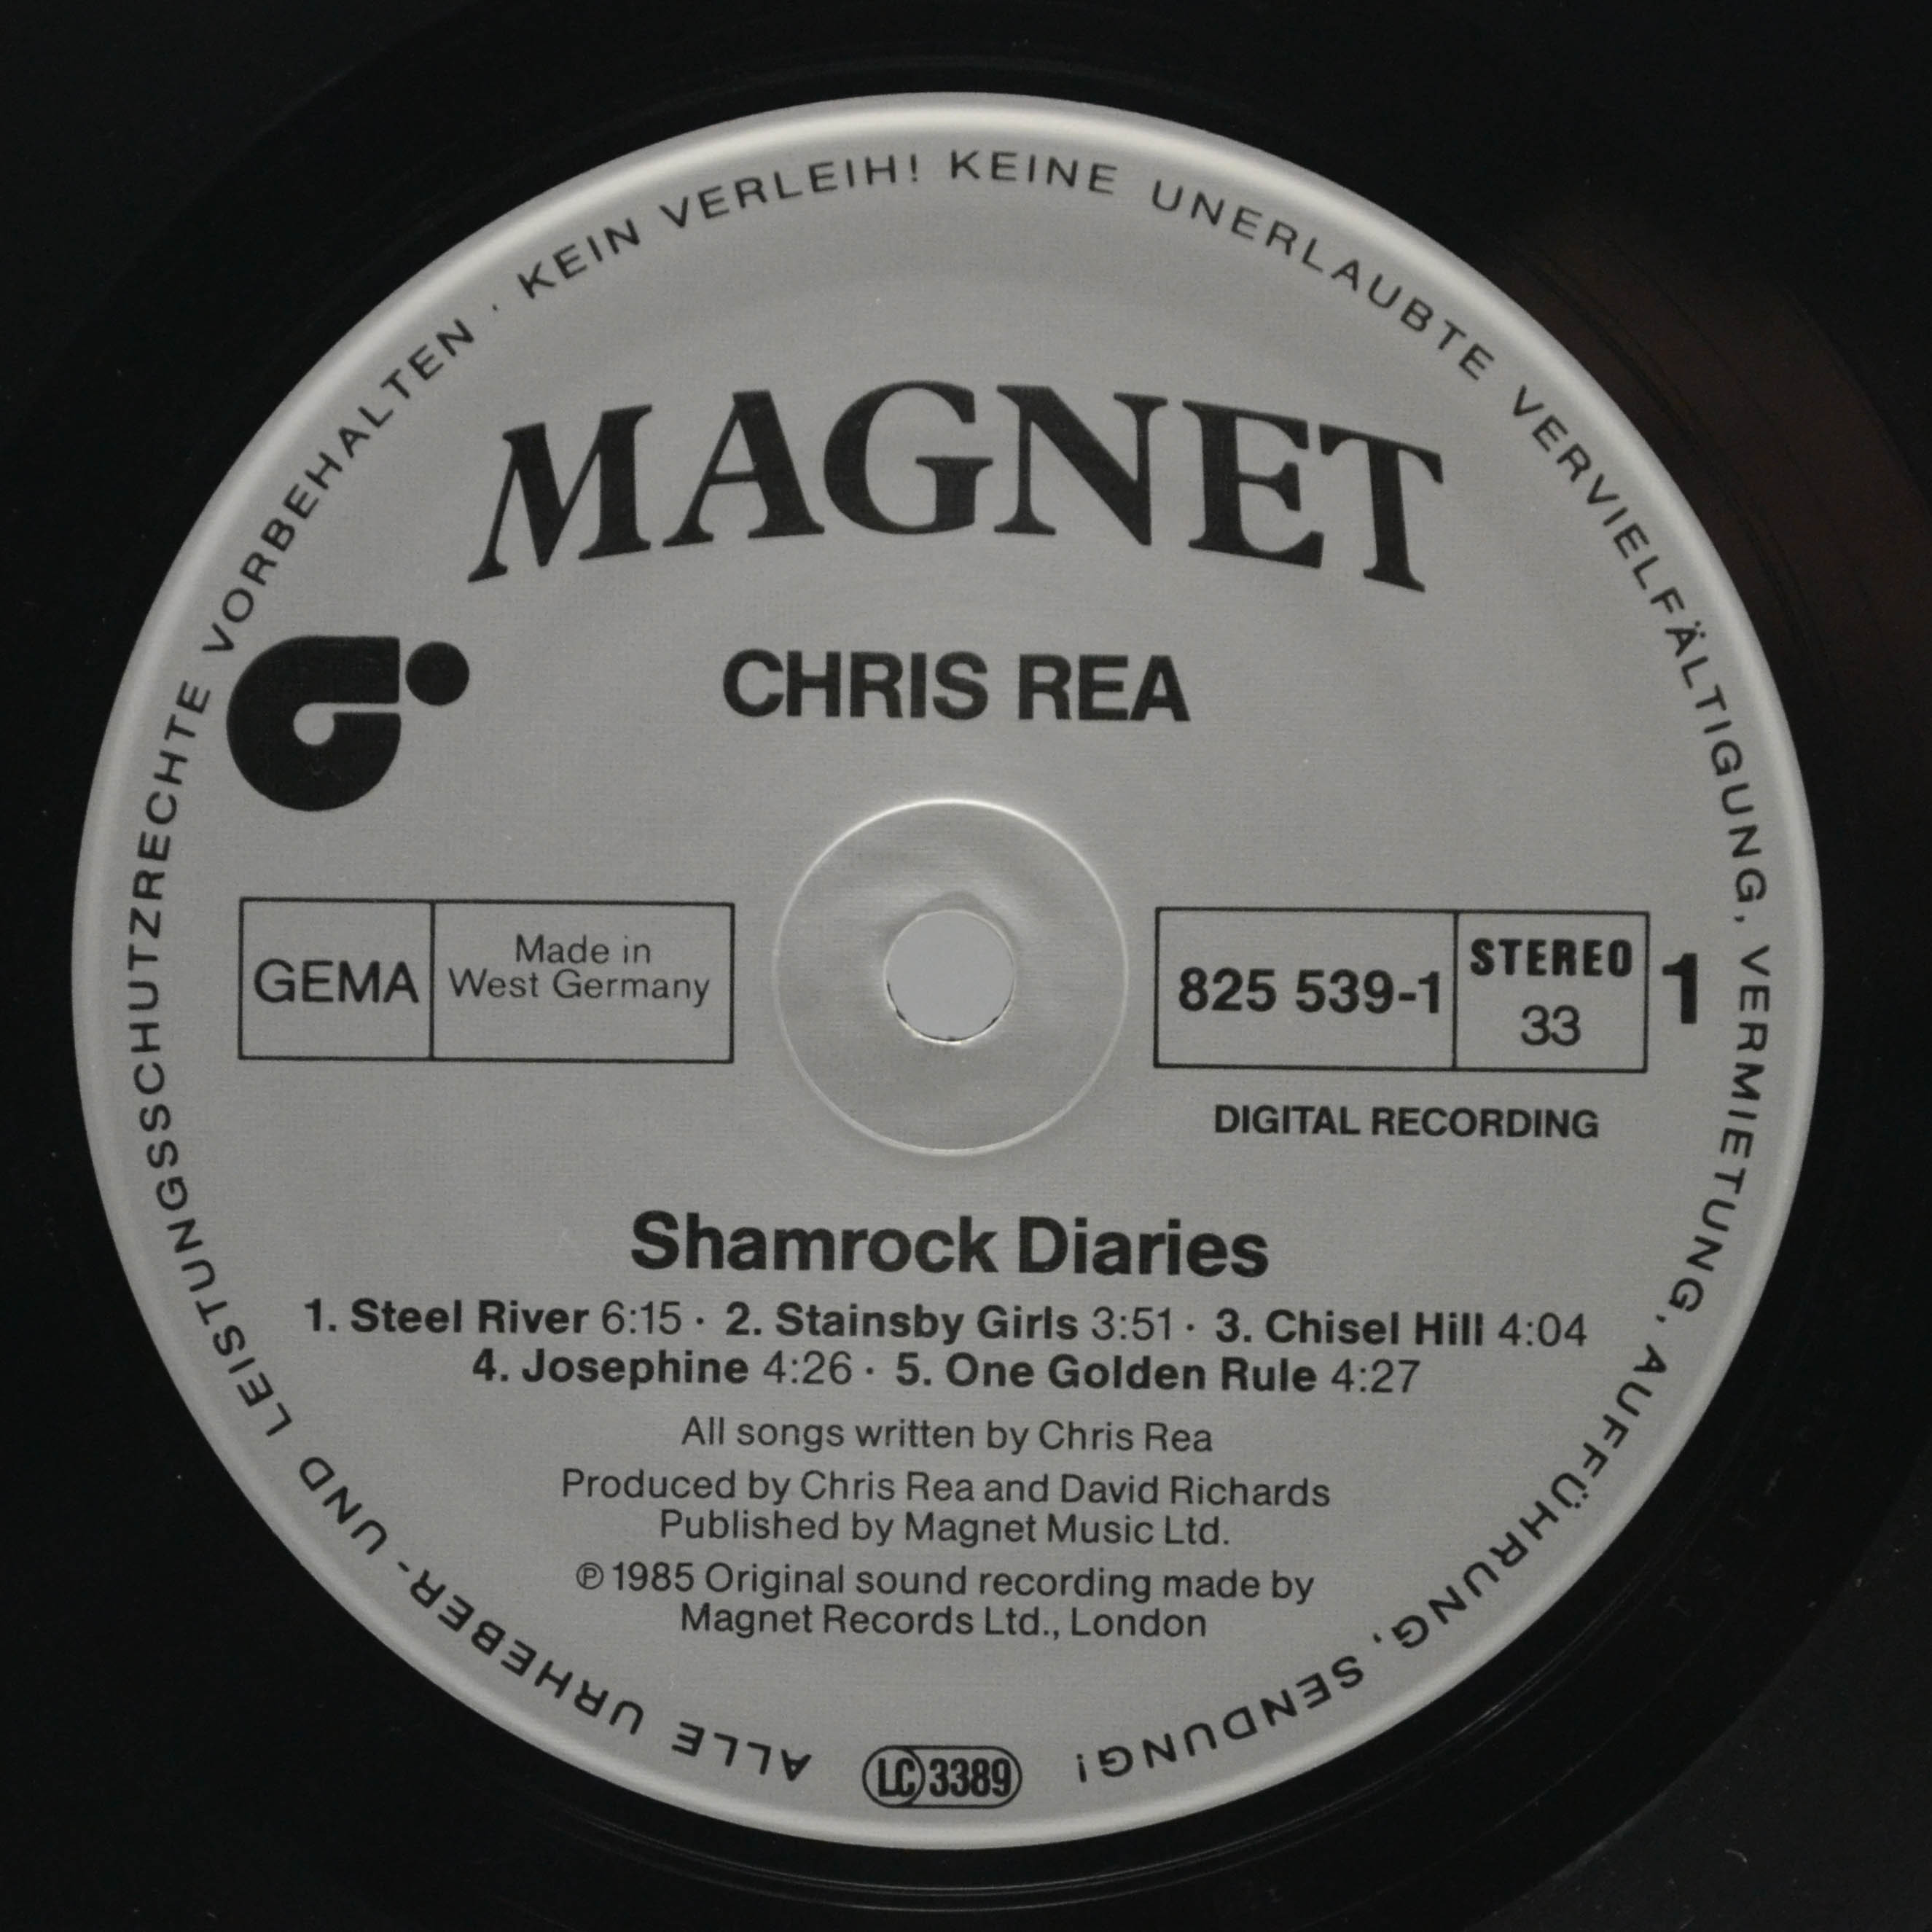 ALLE URHEBER- UND LEISTUNGSSCHUTZRECHTE VORBEHALTEN · KEIN VERLEIH! KEINE UNERLAUBTE VERVIELFÄLTIGUNG, VERMIETUNG, AUFFÜHRUNG, SENDUNG!
MAGNET
CHRIS REA
GEMA
Made in
West Germany
825 539-1
STEREO
33
1
DIGITAL RECORDING
Shamrock Diaries
1. Steel River 6:15 · 2. Stainsby Girls 3:51 · 3. Chisel Hill 4:04
4. Josephine 4:26 · 5. One Golden Rule 4:27
All songs written by Chris Rea
Produced by Chris Rea and David Richards
Published by Magnet Music Ltd.
℗ 1985 Original sound recording made by
Magnet Records Ltd., London
LC 3389